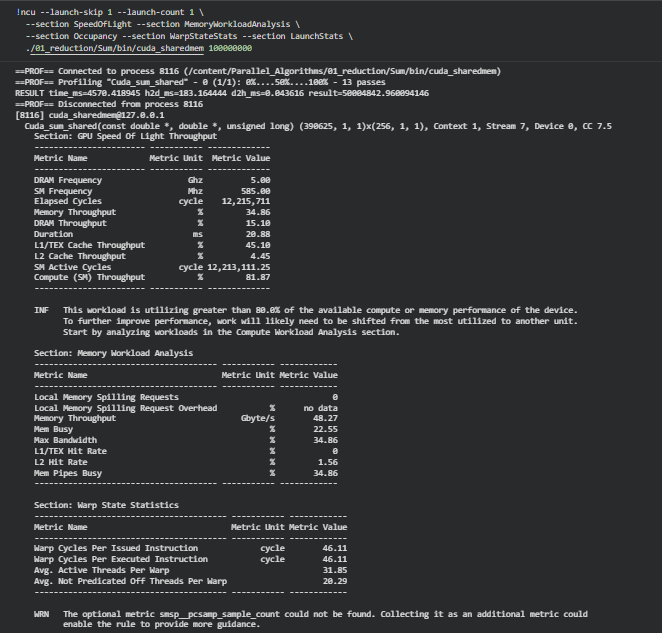 !ncu --launch-skip 1 --launch-count 1 \
--section SpeedOfLight --section MemoryWorkloadAnalysis \
--section Occupancy --section WarpStateStats --section LaunchStats \
./01_reduction/Sum/bin/cuda_sharedmem 100000000
==PROF== Connected to process 8116 (/content/Parallel_Algorithms/01_reduction/Sum/bin/cuda_sharedmem)
==PROF== Profiling "Cuda_sum_shared" - 0 (1/1): 0%....50%....100% - 13 passes
RESULT time_ms=4570.418945 h2d_ms=183.164444 d2h_ms=0.043616 result=50004842.960094146
==PROF== Disconnected from process 8116
[8116] cuda_sharedmem@127.0.0.1
Cuda_sum_shared(const double *, double *, unsigned long) (390625, 1, 1)x(256, 1, 1), Context 1, Stream 7, Device 0, CC 7.5
Section: GPU Speed Of Light Throughput
----------------------- ----------- -------------
Metric Name Metric Unit Metric Value
----------------------- ----------- -------------
DRAM Frequency Ghz 5.00
SM Frequency Mhz 585.00
Elapsed Cycles cycle 12,215,711
Memory Throughput % 34.86
DRAM Throughput % 15.10
Duration ms 20.88
L1/TEX Cache Throughput % 45.10
L2 Cache Throughput % 4.45
SM Active Cycles cycle 12,213,111.25
Compute (SM) Throughput % 81.87
----------------------- ----------- -------------
INF This workload is utilizing greater than 80.0% of the available compute or memory performance of the device.
To further improve performance, work will likely need to be shifted from the most utilized to another unit.
Start by analyzing workloads in the Compute Workload Analysis section.
Section: Memory Workload Analysis
-------------------------------------- ----------- ------------
Metric Name Metric Unit Metric Value
-------------------------------------- ----------- ------------
Local Memory Spilling Requests 0
Local Memory Spilling Request Overhead % no data
Memory Throughput Gbyte/s 48.27
Mem Busy % 22.55
Max Bandwidth % 34.86
L1/TEX Hit Rate % 0
L2 Hit Rate % 1.56
Mem Pipes Busy % 34.86
-------------------------------------- ----------- ------------
Section: Warp State Statistics
---------------------------------------- ----------- ------------
Metric Name Metric Unit Metric Value
---------------------------------------- ----------- ------------
Warp Cycles Per Issued Instruction cycle 46.11
Warp Cycles Per Executed Instruction cycle 46.11
Avg. Active Threads Per Warp 31.85
Avg. Not Predicated Off Threads Per Warp 20.29
---------------------------------------- ----------- ------------
WRN The optional metric smsp__pcsamp_sample_count could not be found. Collecting it as an additional metric could
enable the rule to provide more guidance.